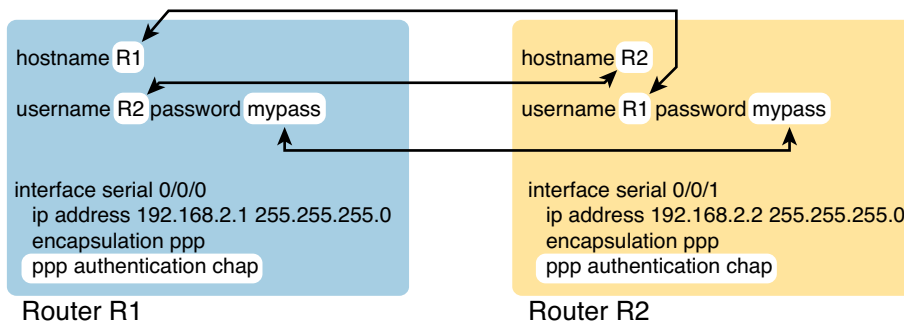 hostname R1
username R2 password mypass
interface serial 0/0/0
ip address 192.168.2.1 255.255.255.0
encapsulation ppp
ppp authentication chap
Router R1
hostname R2
username R1 password mypass
interface serial 0/0/1
ip address 192.168.2.2 255.255.255.0
encapsulation ppp
ppp authentication chap
Router R2